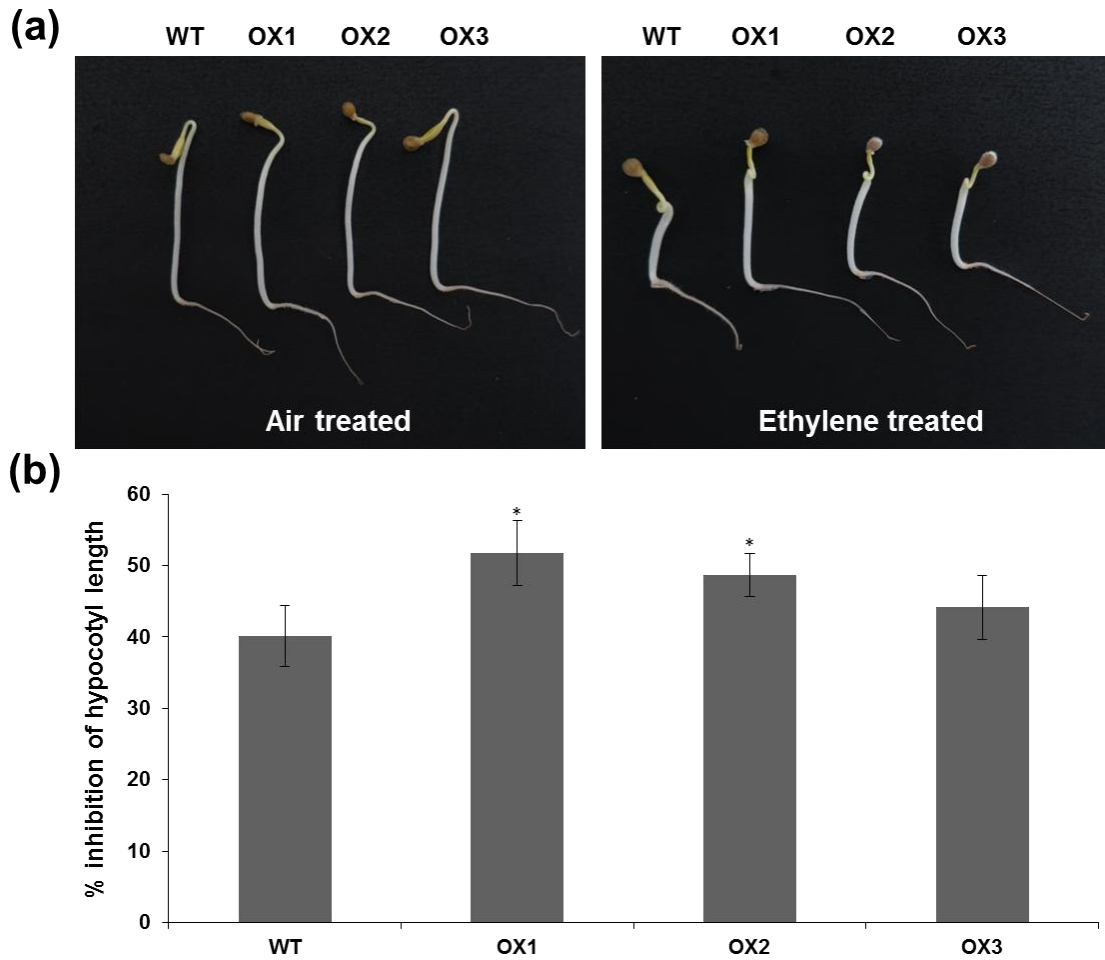 (a)
WT OX1 OX2 OX3
WT OX1 OX2 OX3
Air treated
Ethylene treated
(b)
% inhibition of hypocotyl length
60
50
40
30
20
10
0
*
*
WT OX1 OX2 OX3